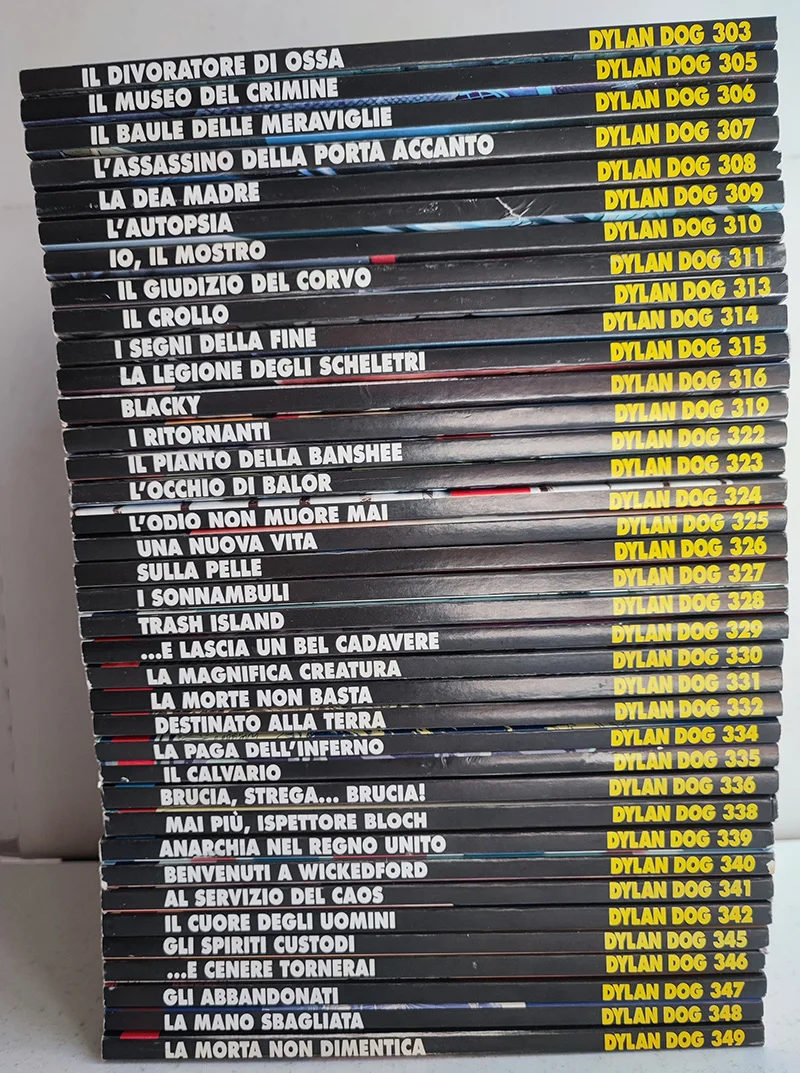 IL DIVORATORE DI OSSA DYLAN DOG 303
IL MUSEO DEL CRIMINE DYLAN DOG 305
IL BAULE DELLE MERAVIGLIE DYLAN DOG 306
L'ASSASSINO DELLA PORTA ACCANTO DYLAN DOG 307
LA DEA MADRE DYLAN DOG 308
L'AUTOPSIA DYLAN DOG 309
IO, IL MOSTRO DYLAN DOG 310
IL GIUDIZIO DEL CORVO DYLAN DOG 311
IL CROLLO DYLAN DOG 313
I SEGNI DELLA FINE DYLAN DOG 314
LA LEGIONE DEGLI SCHELETRI DYLAN DOG 315
BLACKY DYLAN DOG 316
I RITORNANTI DYLAN DOG 319
IL PIANTO DELLA BANSHEE DYLAN DOG 322
L'OCCHIO DI BALOR DYLAN DOG 323
L'ODIO NON MUORE MAI DYLAN DOG 324
UNA NUOVA VITA DYLAN DOG 325
SULLA PELLE DYLAN DOG 326
I SONNAMBULI DYLAN DOG 327
TRASH ISLAND DYLAN DOG 328
...E LASCIA UN BEL CADAVERE DYLAN DOG 329
LA MAGNIFICA CREATURA DYLAN DOG 330
LA MORTE NON BASTA DYLAN DOG 331
DESTINATO ALLA TERRA DYLAN DOG 332
LA PAGA DELL'INFERNO DYLAN DOG 334
IL CALVARIO DYLAN DOG 335
BRUCIA, STREGA... BRUCIA! DYLAN DOG 336
MAI PIÙ, ISPETTORE BLOCH DYLAN DOG 338
ANARCHIA NEL REGNO UNITO DYLAN DOG 339
BENVENUTI A WICKEDFORD DYLAN DOG 340
AL SERVIZIO DEL CAOS DYLAN DOG 341
IL CUORE DEGLI UOMINI DYLAN DOG 342
GLI SPIRITI CUSTODI DYLAN DOG 345
...E CENERE TORNERAI DYLAN DOG 346
GLI ABBANDONATI DYLAN DOG 347
LA MANO SBAGLIATA DYLAN DOG 348
LA MORTA NON DIMENTICA DYLAN DOG 349